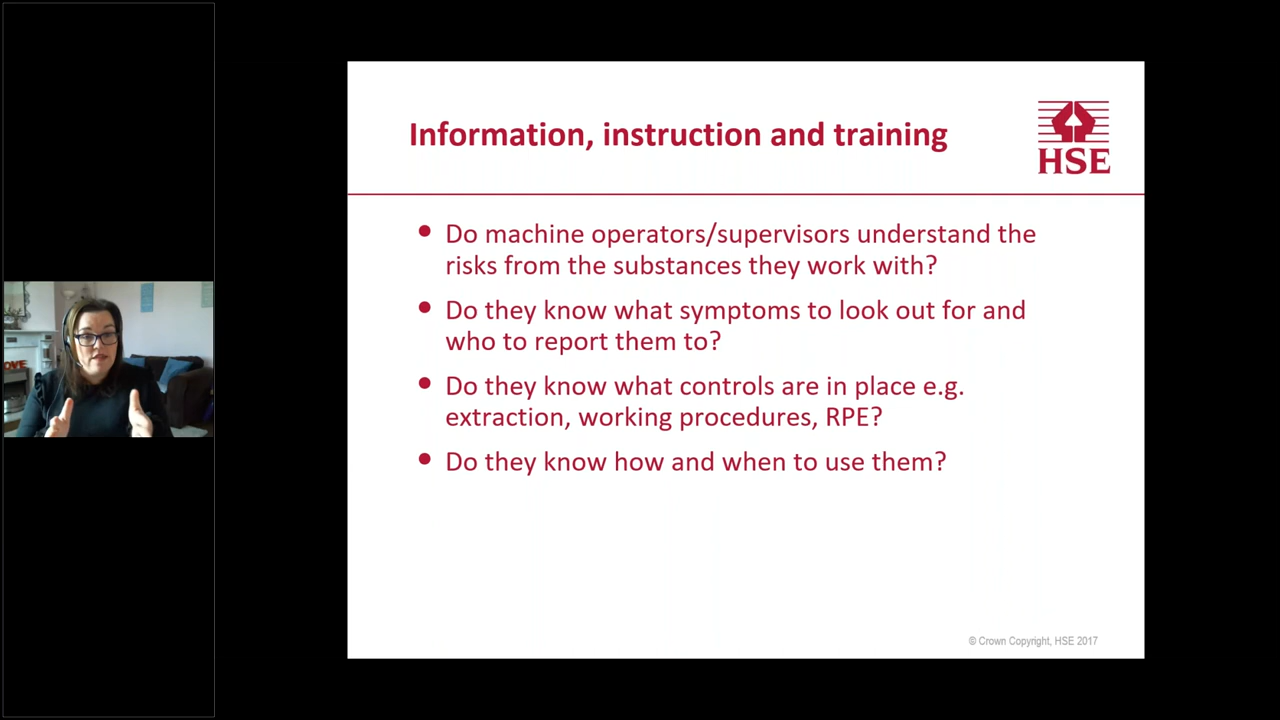 Information, instruction and training
HSE
Do machine operators/supervisors understand the
risks from the substances they work with?
Do they know what symptoms to look out for and
who to report them to?
Do they know what controls are in place e.g.
extraction, working procedures, RPE?
Do they know how and when to use them?
© Crown Copyright, HSE 2017